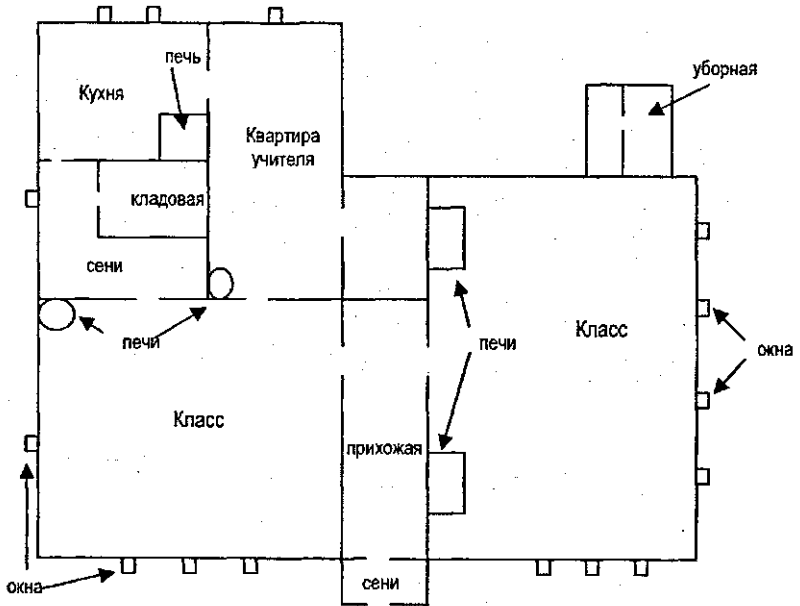 печь
уборная
Кухня
Квартира
учителя
кладовая
сени
печи
печи
Класс
окна
Класс
прихожая
окна
сени